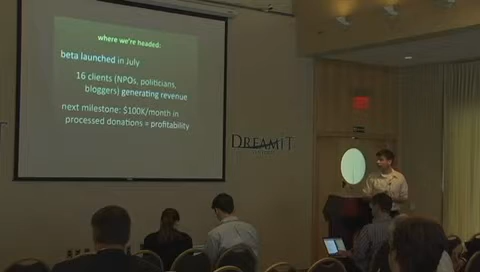 where we're headed:
beta launched in July
16 clients (NPOs, politicians,
bloggers) generating revenue
next milestone: $100K/month in
processed donations = profitability
DREAMIT